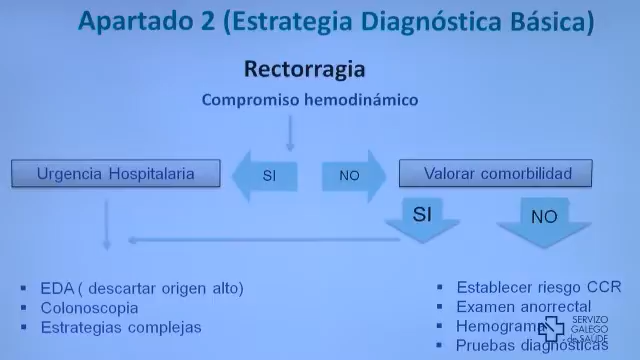 Apartado 2 (Estrategia Diagnóstica Básica)
Rectorragia
Compromiso hemodinámico
Urgencia Hospitalaria
SI
NO
Valorar comorbilidad
SI
NO
▪ EDA ( descartar origen alto)
▪ Colonoscopia
▪ Estrategias complejas
▪ Establecer riesgo CCR
▪ Examen anorrectal
▪ Hemograma
▪ Pruebas diagnósticas
SERVIZO
GALEGO
de SAÚDE